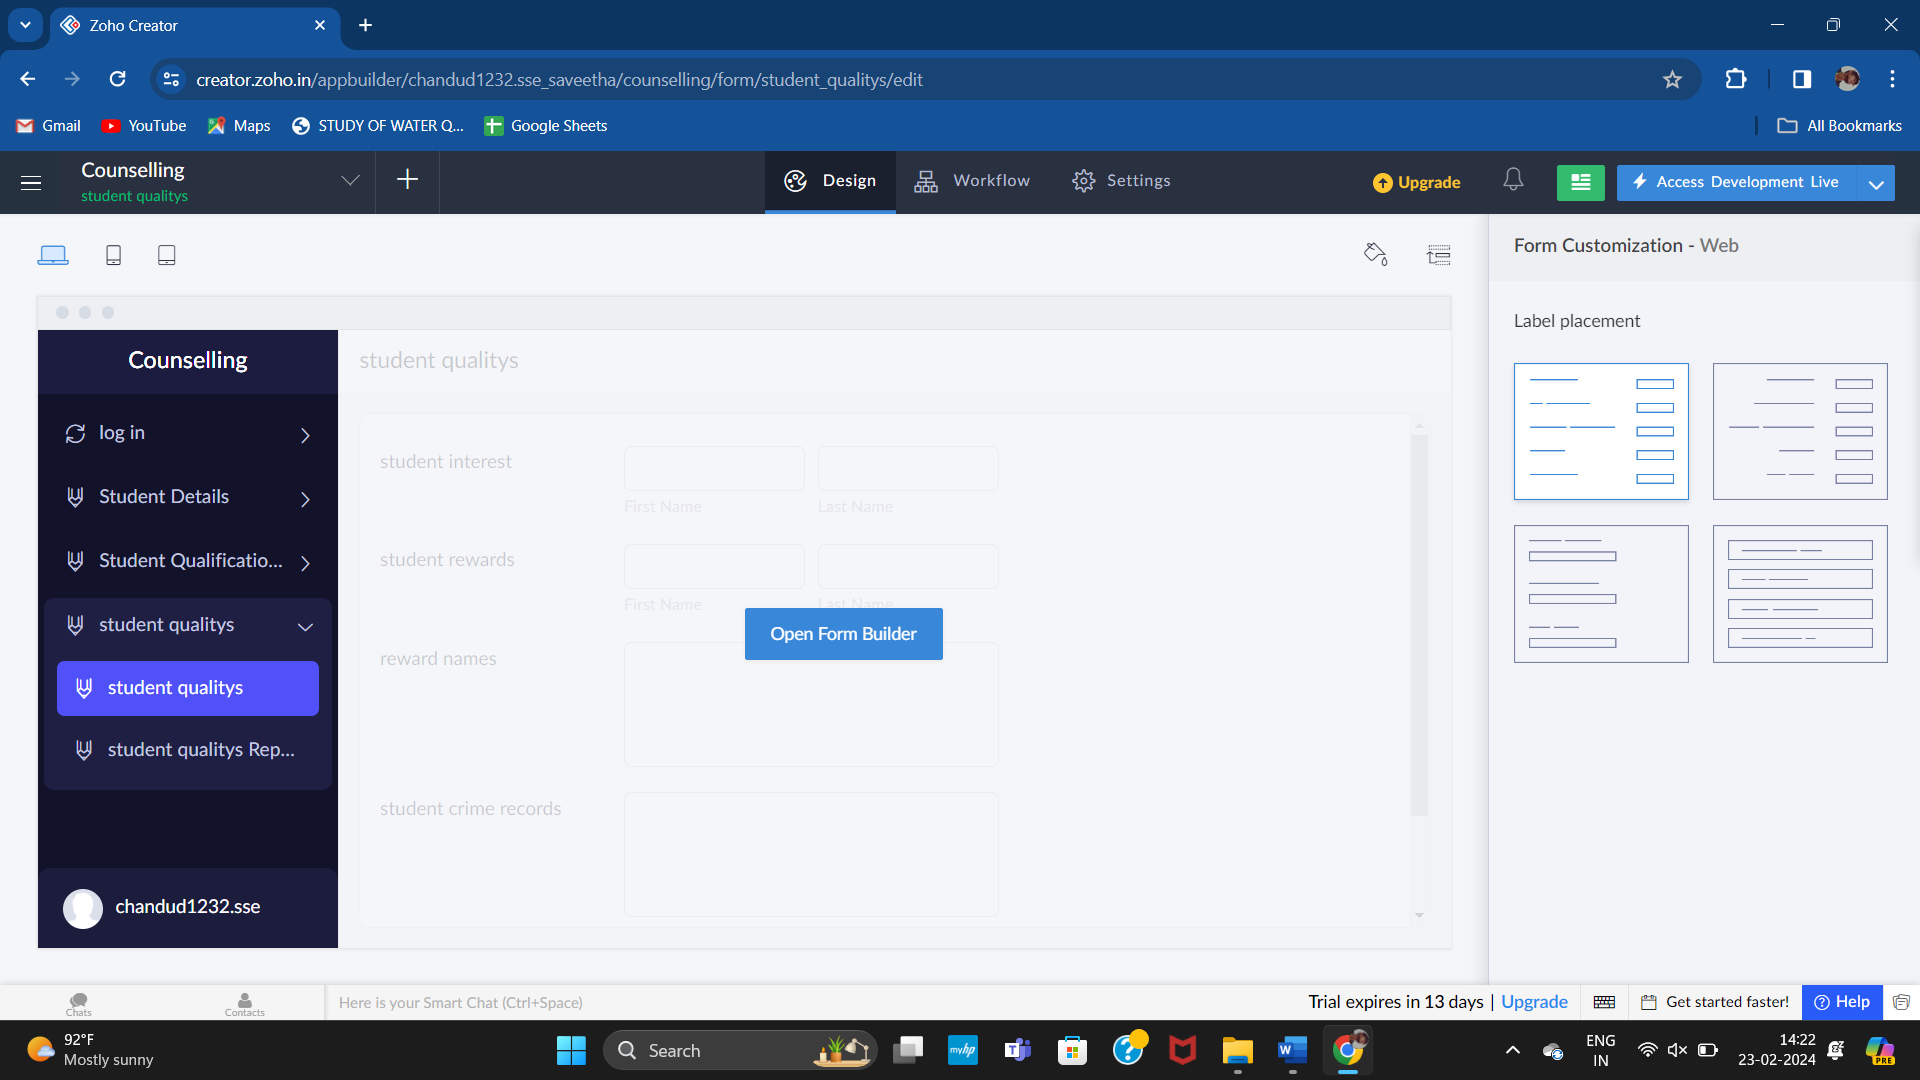 Zoho Creator
creator.zoho.in/appbuilder/chandud1232.sse_saveetha/counselling/form/student_qualitys/edit
Gmail
YouTube
Maps
STUDY OF WATER Q...
Google Sheets
All Bookmarks
Counselling
student qualitys
Design
Workflow
Settings
Upgrade
Access Development Live
Form Customization - Web
Label placement
Counselling
log in
Student Details
Student Qualificatio...
student qualitys
student qualitys
student qualitys Rep...
chandud1232.sse
student qualitys
student interest
First Name
Last Name
student rewards
First Name
Last Name
Open Form Builder
reward names
student crime records
Chats
Contacts
Here is your Smart Chat (Ctrl+Space)
Trial expires in 13 days | Upgrade
Get started faster!
Help
92°F
Mostly sunny
Search
myhp
ENG
IN
14:22
23-02-2024
PRE